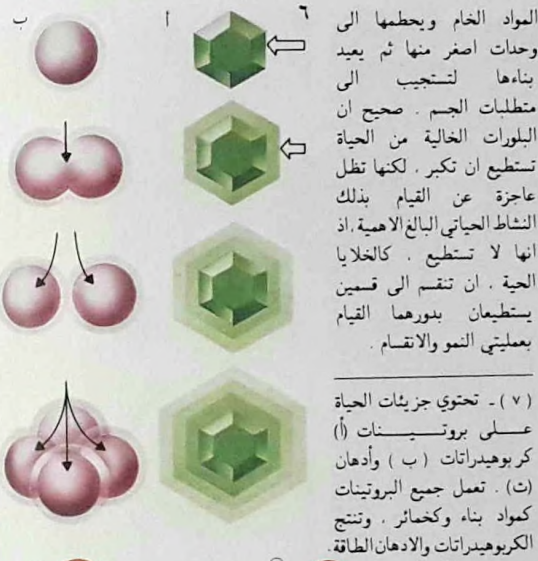 ب
أ
٦
المواد الخام ويحطمها الى
وحدات اصغر منها ثم يعيد
بناءها لتستجيب الى
متطلبات الجسم . صحيح ان
البلورات الخالية من الحياة
تستطيع ان تكبر ، لكنها تظل
عاجزة عن القيام بذلك
النشاط الحياتي البالغ الاهمية ، اذ
انها لا تستطيع ، كالخلايا
الحية ، ان تنقسم الى قسمين
يستطيعان بدورهما القيام
بعمليتي النمو والانقسام .
(٧) ـ تحتوي جزيئات الحياة
على بروتينات (أ)
كربوهيدراتات (ب) وأدهان
(ت) . تعمل جميع البروتينات
كمواد بناء وكخمائر . وتنتج
الكربوهيدراتات والادهان الطاقة .